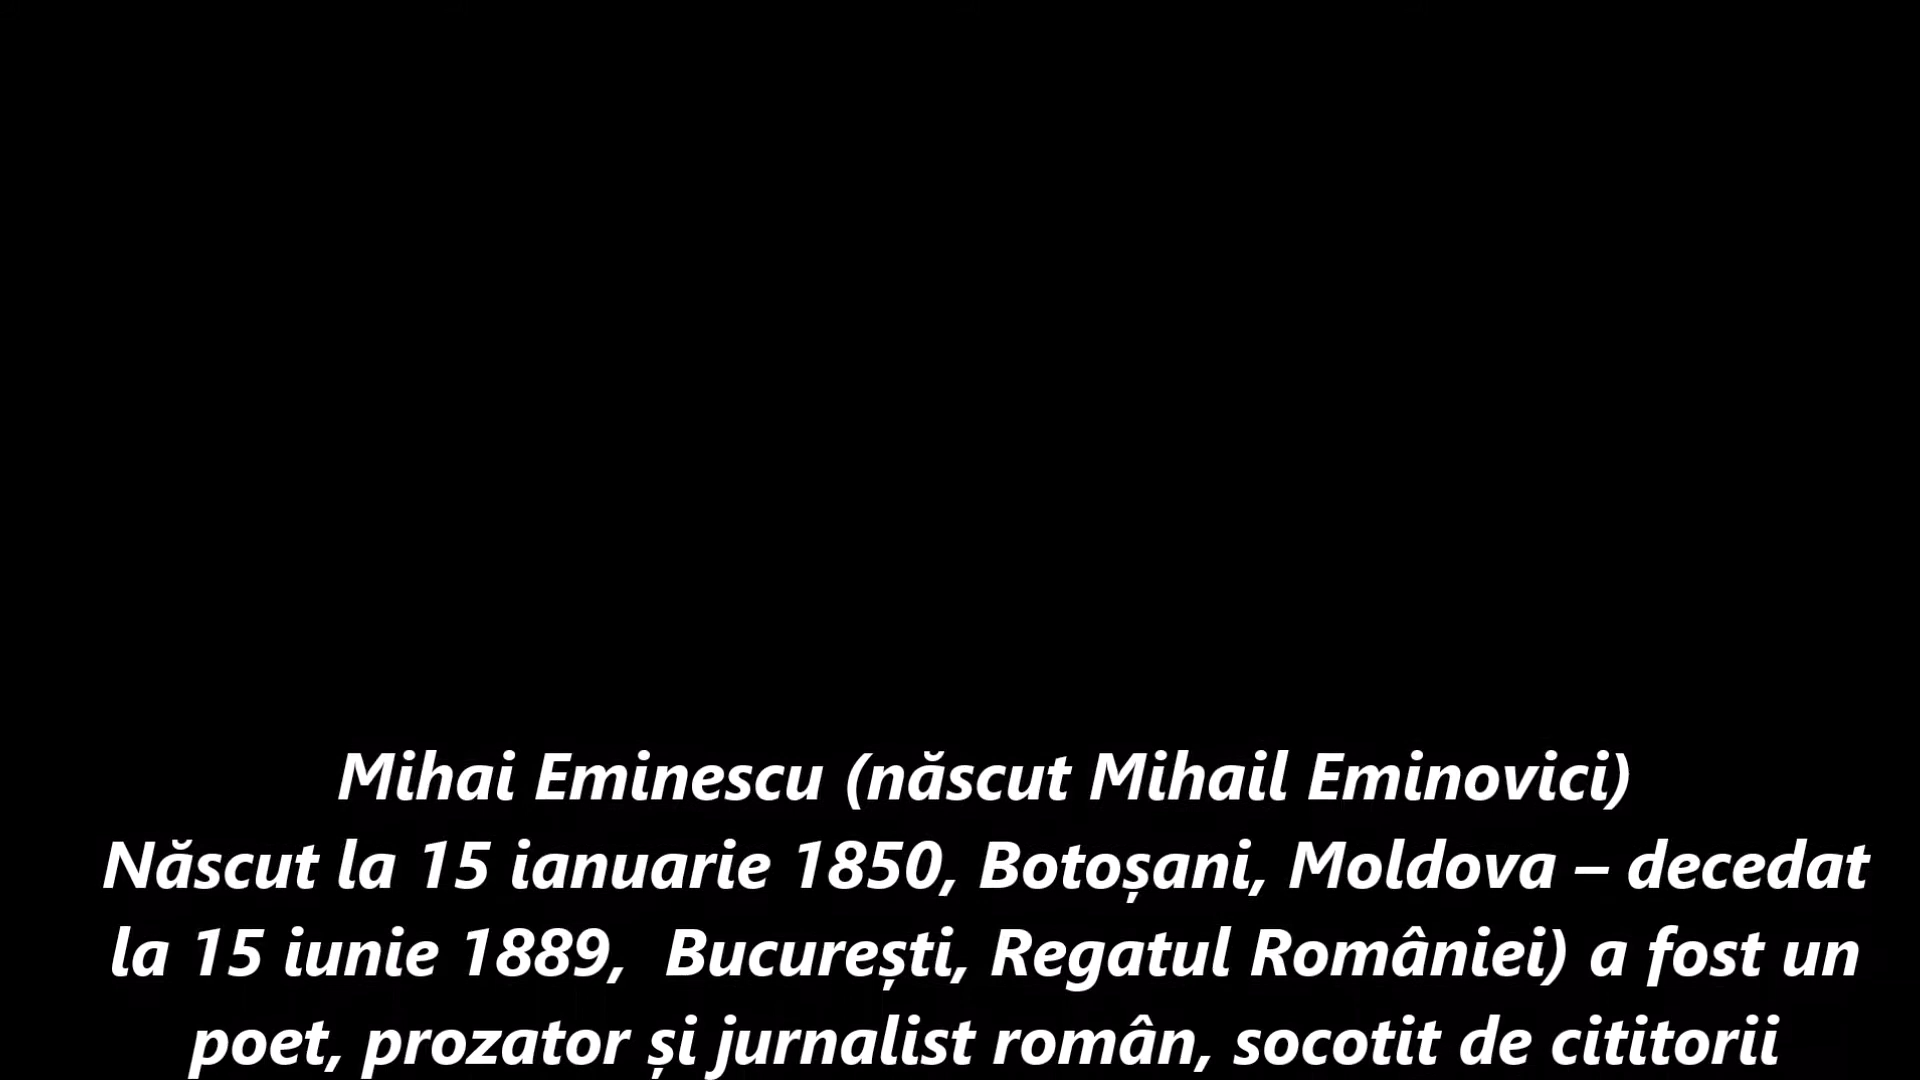 Mihai Eminescu (născut Mihail Eminovici)
Născut la 15 ianuarie 1850, Botoșani, Moldova – decedat
la 15 iunie 1889,  București, Regatul României) a fost un
poet, prozator și jurnalist român, socotit de cititorii